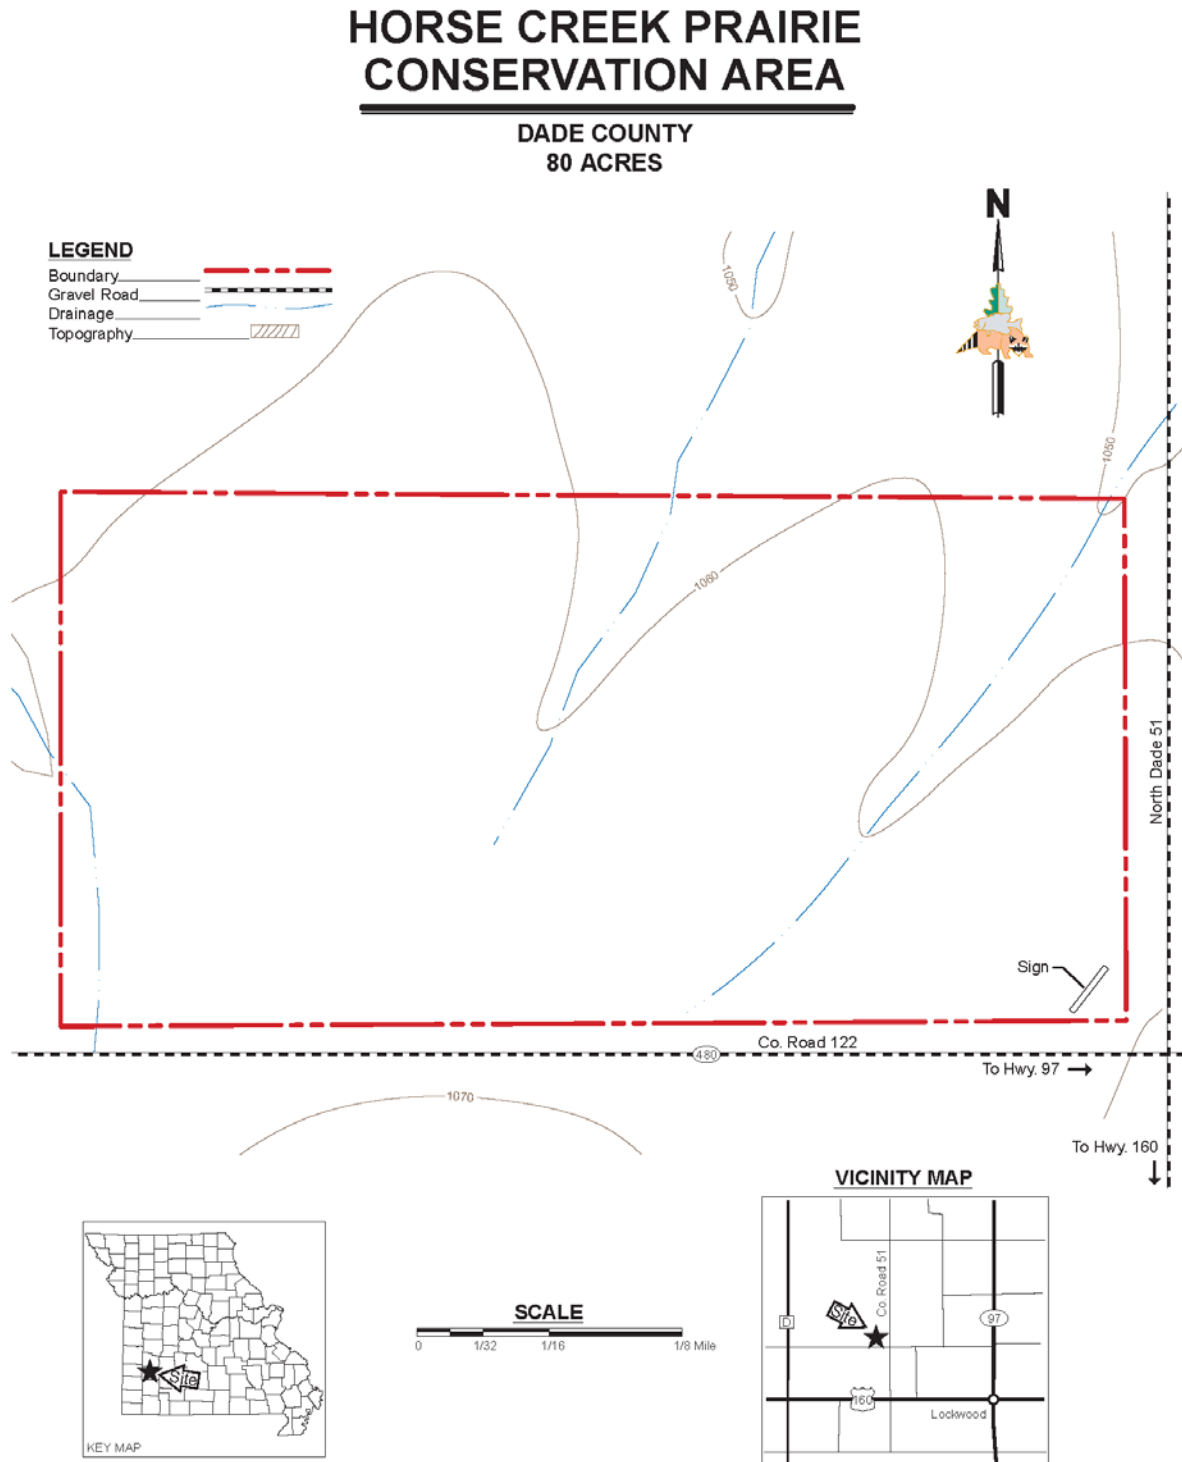 HORSE CREEK PRAIRIE
CONSERVATION AREA
DADE COUNTY
80 ACRES
N
LEGEND
Boundary
Gravel Road
Drainage
Topography
1050
1050
1060
North Dade 51
Sign
Co. Road 122
480
To Hwy. 97
1070
To Hwy. 160
VICINITY MAP
Co. Road 51
Site
D
97
160
Lockwood
SCALE
0 1/32 1/16 1/8 Mile
Site
KEY MAP